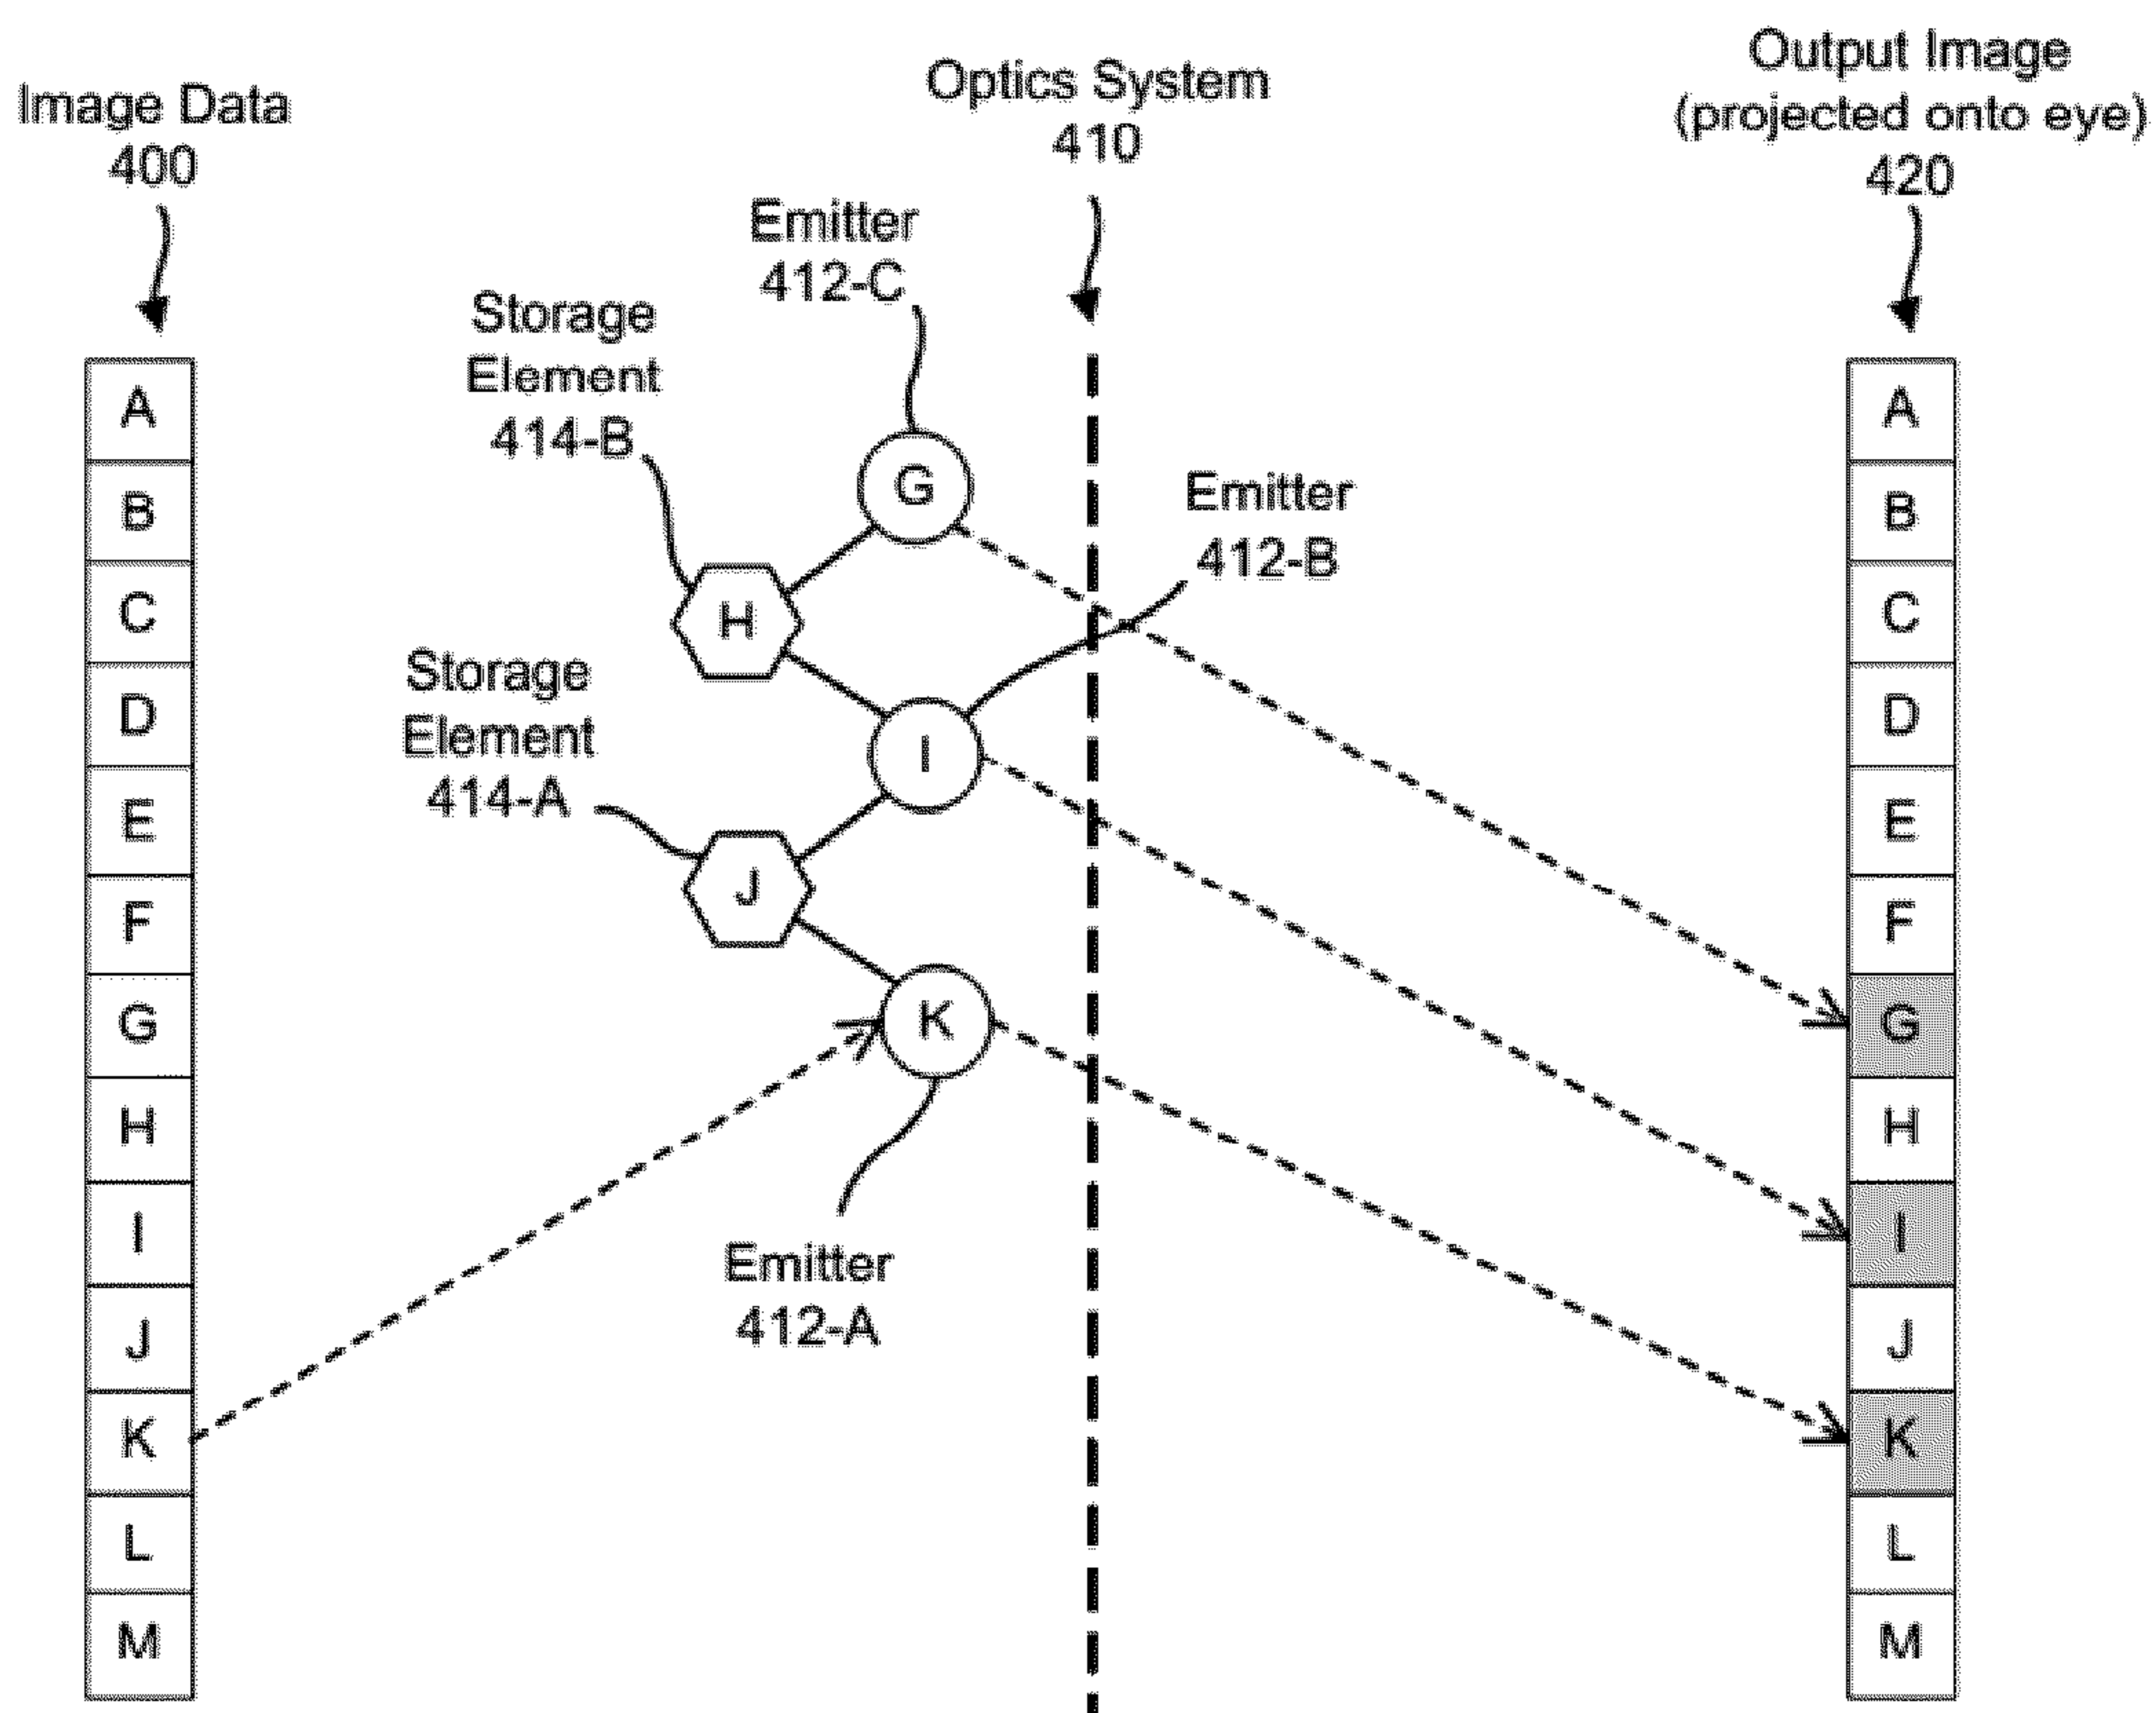 Image Data
400
Optics System
410
Output Image
(projected onto eye)
420
Emitter
412-C
Storage
Element
414-B
Emitter
412-B
Storage
Element
414-A
Emitter
412-A
A
B
C
D
E
F
G
H
I
J
K
L
M
G
H
I
J
K
A
B
C
D
E
F
G
H
I
J
K
L
M